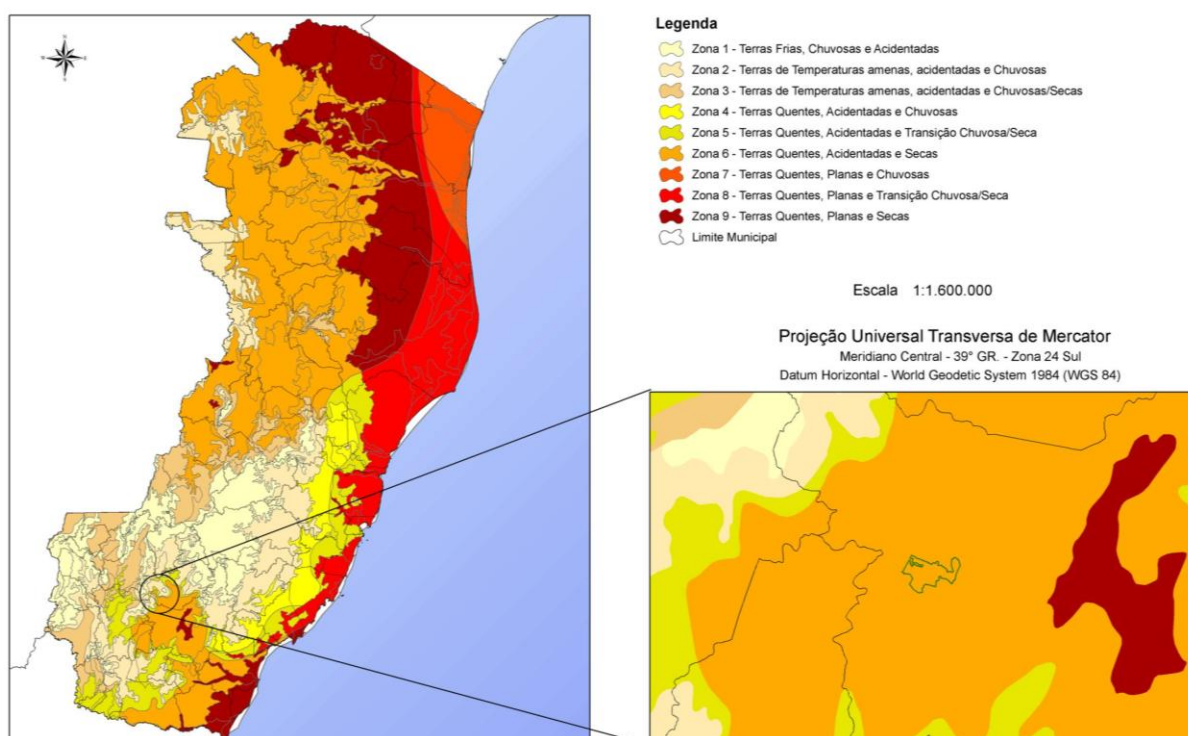 Legenda
Zona 1 - Terras Frias, Chuvosas e Acidentadas
Zona 2 - Terras de Temperaturas amenas, acidentadas e Chuvosas
Zona 3 - Terras de Temperaturas amenas, acidentadas e Chuvosas/Secas
Zona 4 - Terras Quentes, Acidentadas e Chuvosas
Zona 5 - Terras Quentes, Acidentadas e Transição Chuvosa/Seca
Zona 6 - Terras Quentes, Acidentadas e Secas
Zona 7 - Terras Quentes, Planas e Chuvosas
Zona 8 - Terras Quentes, Planas e Transição Chuvosa/Seca
Zona 9 - Terras Quentes, Planas e Secas
Limite Municipal
Escala 1:1.600.000
Projeção Universal Transversa de Mercator
Meridiano Central - 39° GR. - Zona 24 Sul
Datum Horizontal - World Geodetic System 1984 (WGS 84)